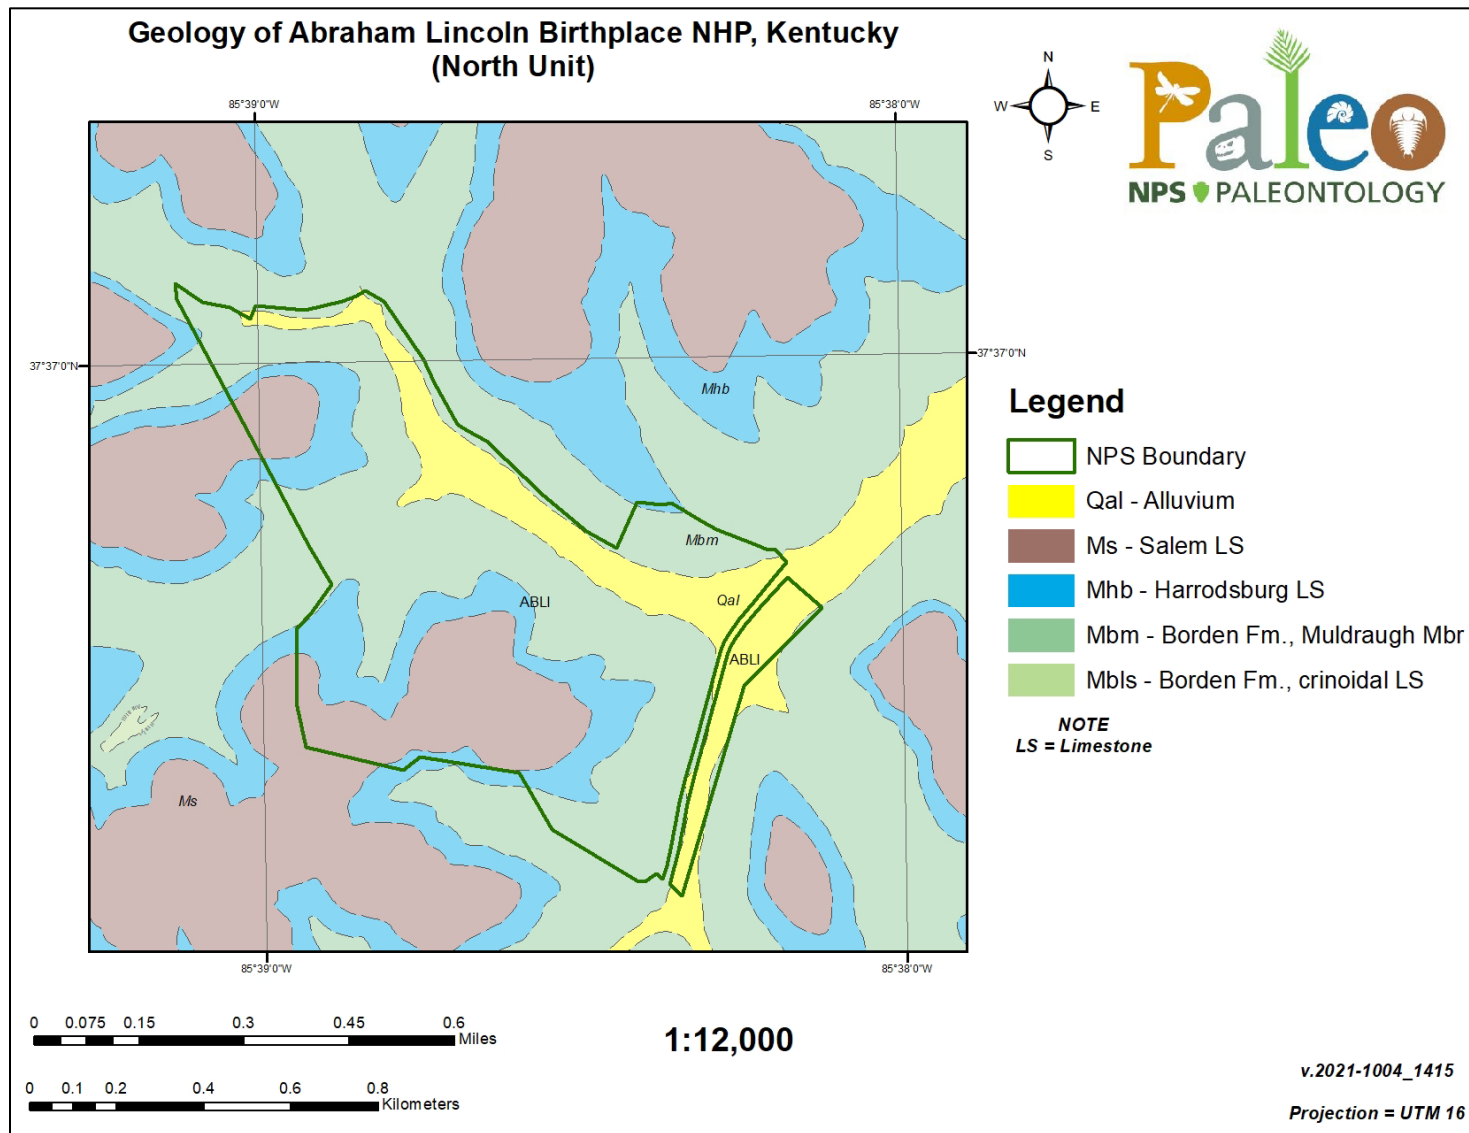 Geology of Abraham Lincoln Birthplace NHP, Kentucky
(North Unit)
N
W
E
S
Paleo
NPS PALEONTOLOGY
85°39'0"W
85°38'0"W
37°37'0"N
37°37'0"N
Mhb
Mbm
ABLI
Qal
ABLI
Ms
85°39'0"W
85°38'0"W
Legend
NPS Boundary
Qal - Alluvium
Ms - Salem LS
Mhb - Harrodsburg LS
Mbm - Borden Fm., Muldraugh Mbr
Mbls - Borden Fm., crinoidal LS
NOTE
LS = Limestone
0 0.075 0.15 0.3 0.45 0.6
Miles
1:12,000
0 0.1 0.2 0.4 0.6 0.8
Kilometers
v.2021-1004_1415
Projection = UTM 16